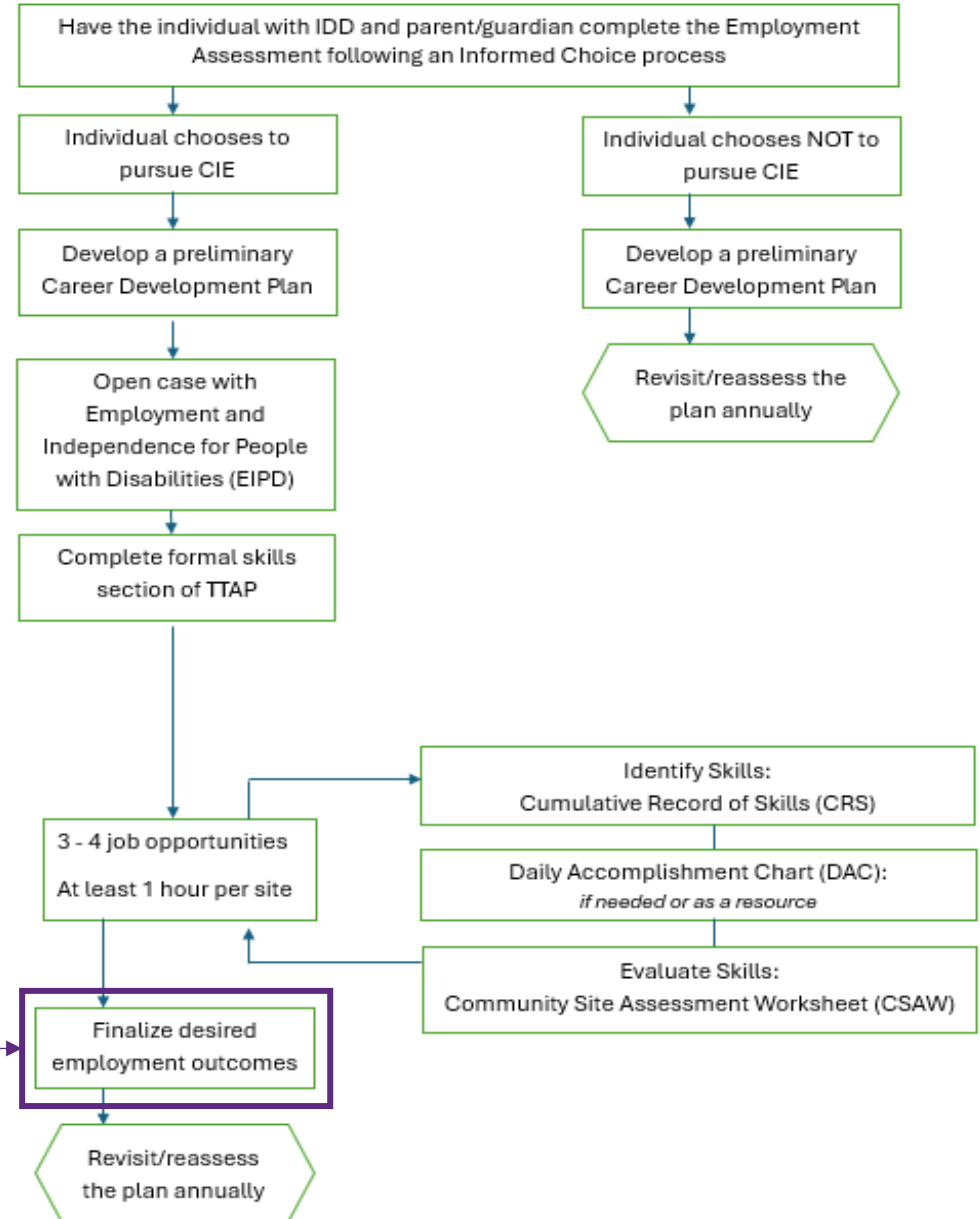 Have the individual with IDD and parent/guardian complete the Employment
Assessment following an Informed Choice process
Individual chooses to
pursue CIE
Individual chooses NOT to
pursue CIE
Develop a preliminary
Career Development Plan
Develop a preliminary
Career Development Plan
Open case with
Employment and
Independence for People
with Disabilities (EIPD)
Revisit/reassess the
plan annually
Complete formal skills
section of TTAP
Identify Skills:
Cumulative Record of Skills (CRS)
3 - 4 job opportunities
At least 1 hour per site
Daily Accomplishment Chart (DAC):
if needed or as a resource
Evaluate Skills:
Community Site Assessment Worksheet (CSAW)
Finalize desired
employment outcomes
Revisit/reassess
the plan annually